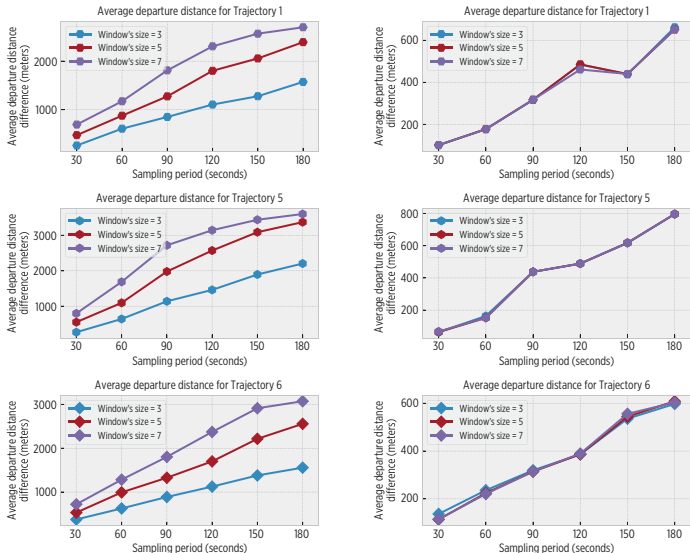 Average departure distance for Trajectory 1
Average departure distance
difference (meters)
2000
1000
Window's size = 3
Window's size = 5
Window's size = 7
30 60 90 120 150 180
Sampling period (seconds)
Average departure distance for Trajectory 1
Average departure distance
difference (meters)
600
400
200
Window's size = 3
Window's size = 5
Window's size = 7
30 60 90 120 150 180
Sampling period (seconds)
Average departure distance for Trajectory 5
Average departure distance
difference (meters)
3000
2000
1000
Window's size = 3
Window's size = 5
Window's size = 7
30 60 90 120 150 180
Sampling period (seconds)
Average departure distance for Trajectory 5
Average departure distance
difference (meters)
800
600
400
200
Window's size = 3
Window's size = 5
Window's size = 7
30 60 90 120 150 180
Sampling period (seconds)
Average departure distance for Trajectory 6
Average departure distance
difference (meters)
3000
2000
1000
Window's size = 3
Window's size = 5
Window's size = 7
30 60 90 120 150 180
Sampling period (seconds)
Average departure distance for Trajectory 6
Average departure distance
difference (meters)
600
400
200
Window's size = 3
Window's size = 5
Window's size = 7
30 60 90 120 150 180
Sampling period (seconds)